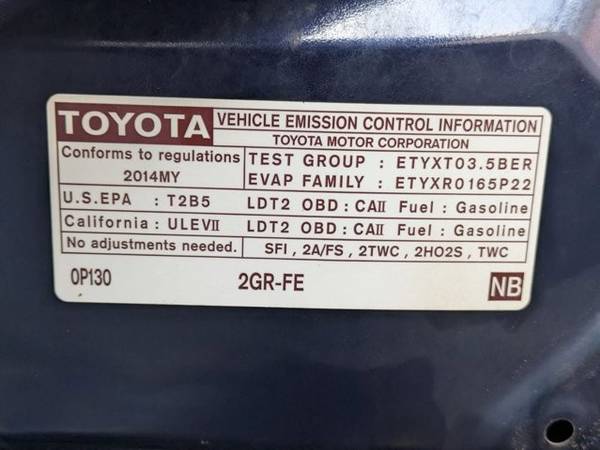 TOYOTA VEHICLE EMISSION CONTROL INFORMATION
TOYOTA MOTOR CORPORATION
Conforms to regulations
2014MY
TEST GROUP : ETYXT03.5BER
EVAP FAMILY : ETYXR0165P22
U.S.EPA : T2B5 LDT2 OBD : CAII Fuel : Gasoline
California : ULEVII LDT2 OBD : CAII Fuel : Gasoline
No adjustments needed. SFI , 2A/FS , 2TWC , 2HO2S , TWC
0P130 2GR-FE NB